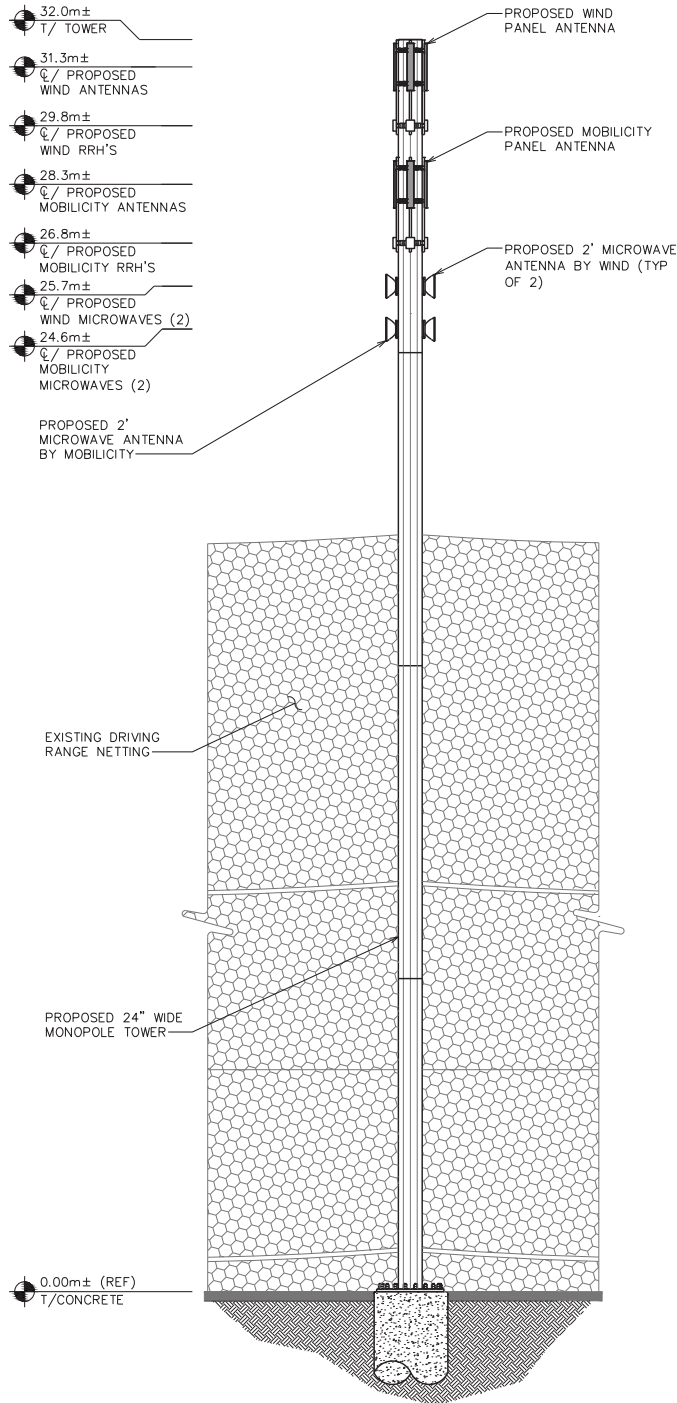 32.0m±
T/ TOWER
31.3m±
℄/ PROPOSED
WIND ANTENNAS
29.8m±
℄/ PROPOSED
WIND RRH'S
28.3m±
℄/ PROPOSED
MOBILICITY ANTENNAS
26.8m±
℄/ PROPOSED
MOBILICITY RRH'S
25.7m±
℄/ PROPOSED
WIND MICROWAVES (2)
24.6m±
℄/ PROPOSED
MOBILICITY
MICROWAVES (2)
PROPOSED WIND
PANEL ANTENNA
PROPOSED MOBILICITY
PANEL ANTENNA
PROPOSED 2' MICROWAVE
ANTENNA BY WIND (TYP
OF 2)
PROPOSED 2'
MICROWAVE ANTENNA
BY MOBILICITY
EXISTING DRIVING
RANGE NETTING
PROPOSED 24" WIDE
MONOPOLE TOWER
0.00m± (REF)
T/CONCRETE